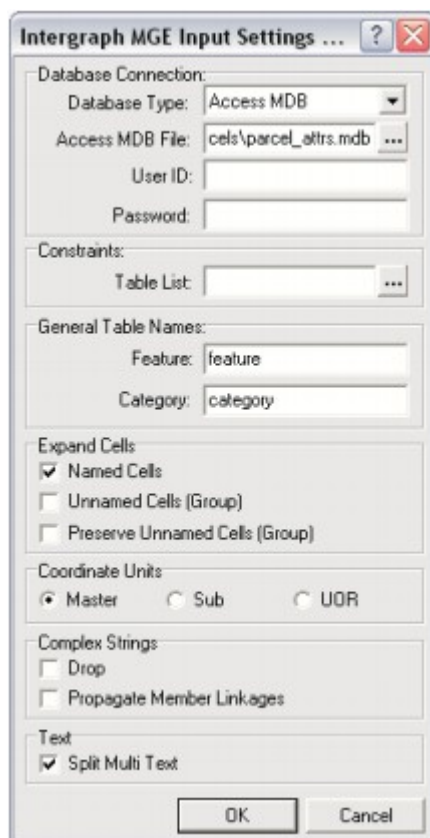 Intergraph MGE Input Settings ...
Database Connection:
Database Type: Access MDB
Access MDB File: cels\parcel_attrs.mdb ...
User ID:
Password:
Constraints:
Table List: ...
General Table Names:
Feature: feature
Category: category
Expand Cells
Named Cells
Unnamed Cells (Group)
Preserve Unnamed Cells (Group)
Coordinate Units
Master Sub UOR
Complex Strings
Drop
Propagate Member Linkages
Text
Split Multi Text
OK Cancel